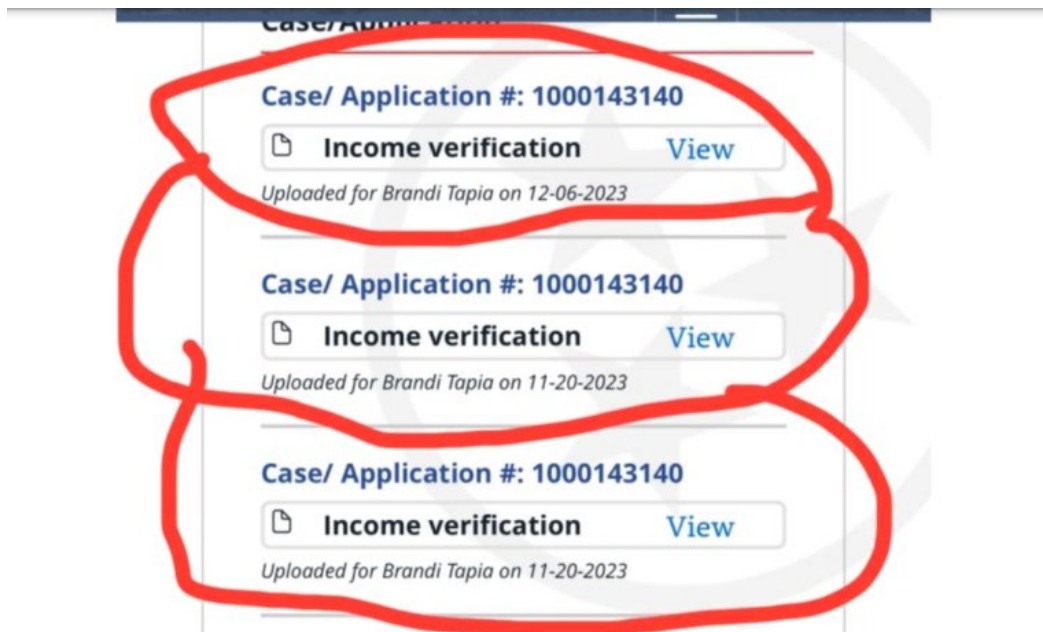 Case/Application
Case/ Application #: 1000143140
Income verification View
Uploaded for Brandi Tapia on 12-06-2023
Case/ Application #: 1000143140
Income verification View
Uploaded for Brandi Tapia on 11-20-2023
Case/ Application #: 1000143140
Income verification View
Uploaded for Brandi Tapia on 11-20-2023